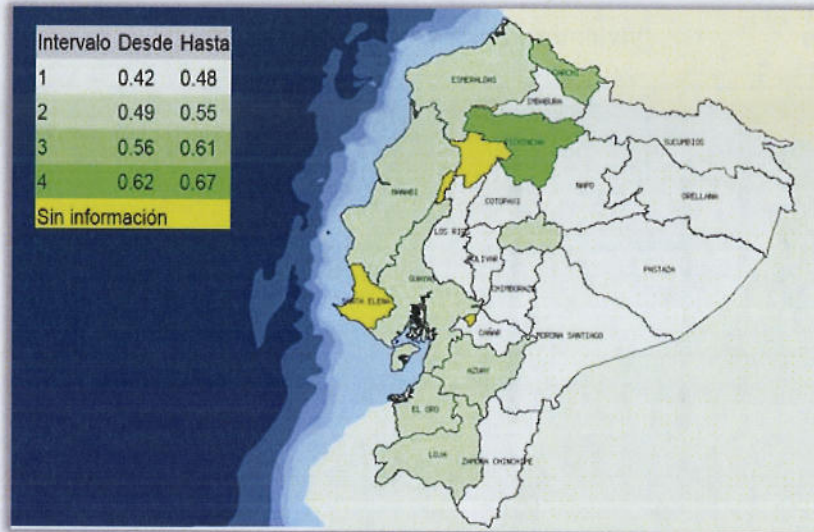 Intervalo Desde Hasta
1 0.42 0.48
2 0.49 0.55
3 0.56 0.61
4 0.62 0.67
Sin información
ESMERALDAS
CARCHI
IMBABURA
PICHINCHA
SUCUMBIOS
MANABI
NAPO
ORELLANA
COTOPAXI
LOS RIOS
BOLIVAR
PASTAZA
GUAYAS
CHIMBORAZO
SANTA ELENA
CAÑAR
MORONA SANTIAGO
AZUAY
EL ORO
LOJA
ZAMORA CHINCHIPE